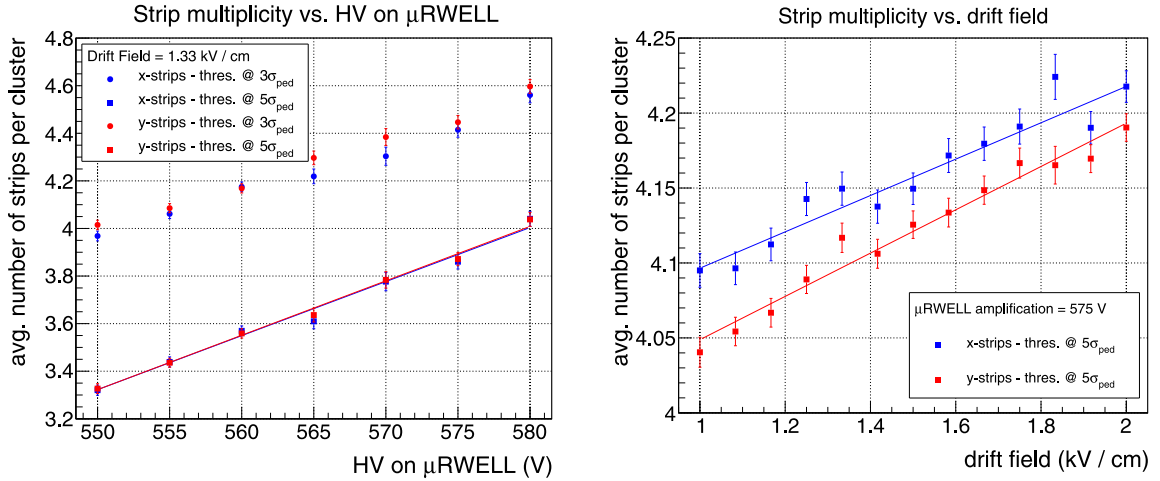 Strip multiplicity vs. HV on μRWELL
avg. number of strips per cluster
4.8
4.6
4.4
4.2
4
3.8
3.6
3.4
3.2
Drift Field = 1.33 kV / cm
x-strips - thres. @ 3σped
x-strips - thres. @ 5σped
y-strips - thres. @ 3σped
y-strips - thres. @ 5σped
550 555 560 565 570 575 580
HV on μRWELL (V)
Strip multiplicity vs. drift field
avg. number of strips per cluster
4.25
4.2
4.15
4.1
4.05
4
μRWELL amplification = 575 V
x-strips - thres. @ 5σped
y-strips - thres. @ 5σped
1 1.2 1.4 1.6 1.8 2
drift field (kV / cm)